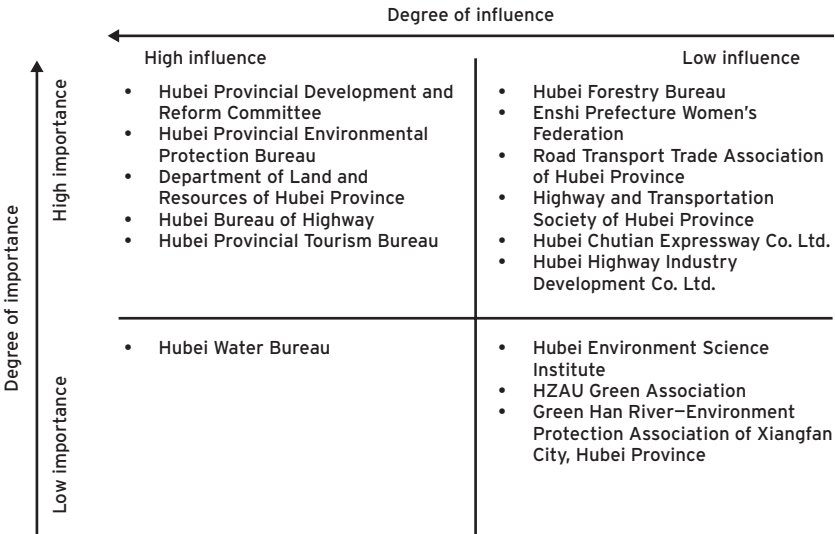 Degree of influence
High influence
Low influence
Degree of importance
High importance
• Hubei Provincial Development and
Reform Committee
• Hubei Provincial Environmental
Protection Bureau
• Department of Land and
Resources of Hubei Province
• Hubei Bureau of Highway
• Hubei Provincial Tourism Bureau
• Hubei Forestry Bureau
• Enshi Prefecture Women’s
Federation
• Road Transport Trade Association
of Hubei Province
• Highway and Transportation
Society of Hubei Province
• Hubei Chutian Expressway Co. Ltd.
• Hubei Highway Industry
Development Co. Ltd.
Low importance
• Hubei Water Bureau
• Hubei Environment Science
Institute
• HZAU Green Association
• Green Han River—Environment
Protection Association of Xiangfan
City, Hubei Province